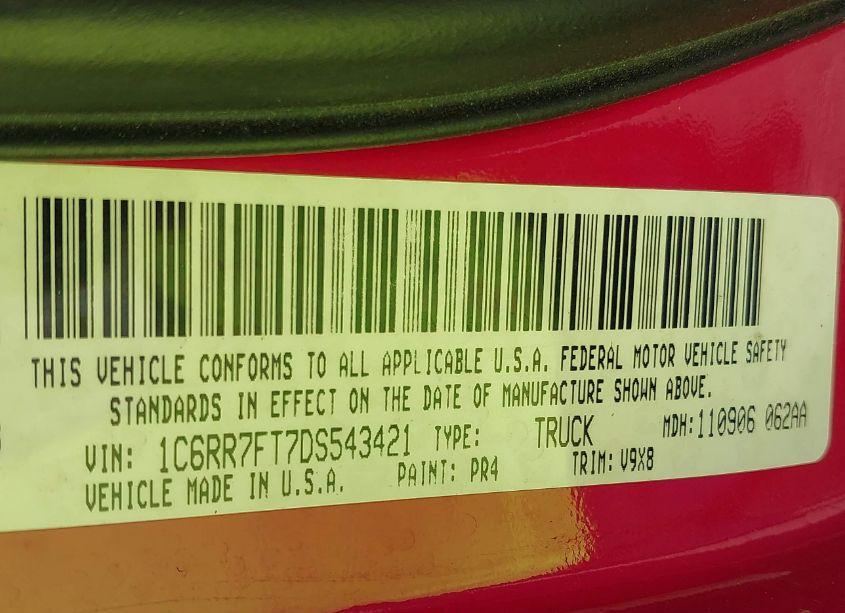 THIS VEHICLE CONFORMS TO ALL APPLICABLE U.S.A. FEDERAL MOTOR VEHICLE SAFETY
STANDARDS IN EFFECT ON THE DATE OF MANUFACTURE SHOWN ABOVE.
VIN: 1C6RR7FT7DS543421 TYPE: TRUCK MDH: 110906 062AA
VEHICLE MADE IN U.S.A. PAINT: PR4 TRIM: V9X8